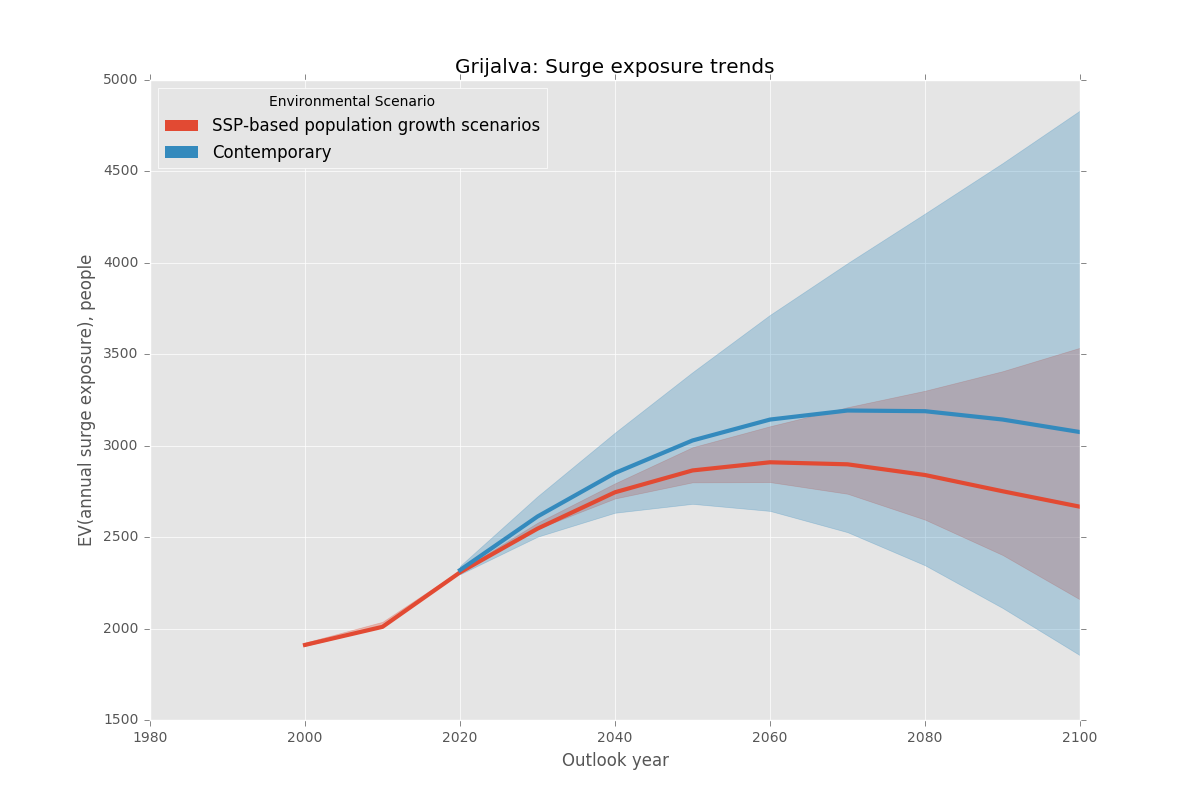 Grijalva: Surge exposure trends
Environmental Scenario
SSP-based population growth scenarios
Contemporary
EV(annual surge exposure), people
5000
4500
4000
3500
3000
2500
2000
1500
1980 2000 2020 2040 2060 2080 2100
Outlook year